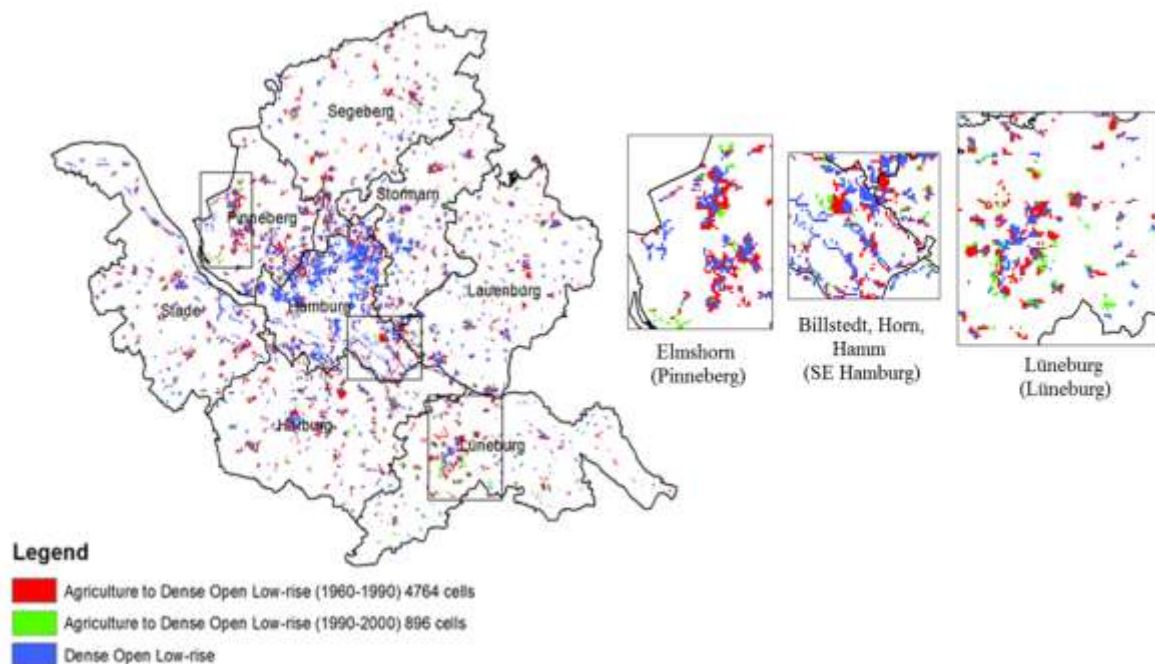 Segeberg
Stormarn
Pinneberg
Lauenburg
Stade
Hamburg
Harburg
Lüneburg
Elmshorn
(Pinneberg)
Billstedt, Horn,
Hamm
(SE Hamburg)
Lüneburg
(Lüneburg)
Legend
Agriculture to Dense Open Low-rise (1960-1990) 4764 cells
Agriculture to Dense Open Low-rise (1990-2000) 896 cells
Dense Open Low-rise